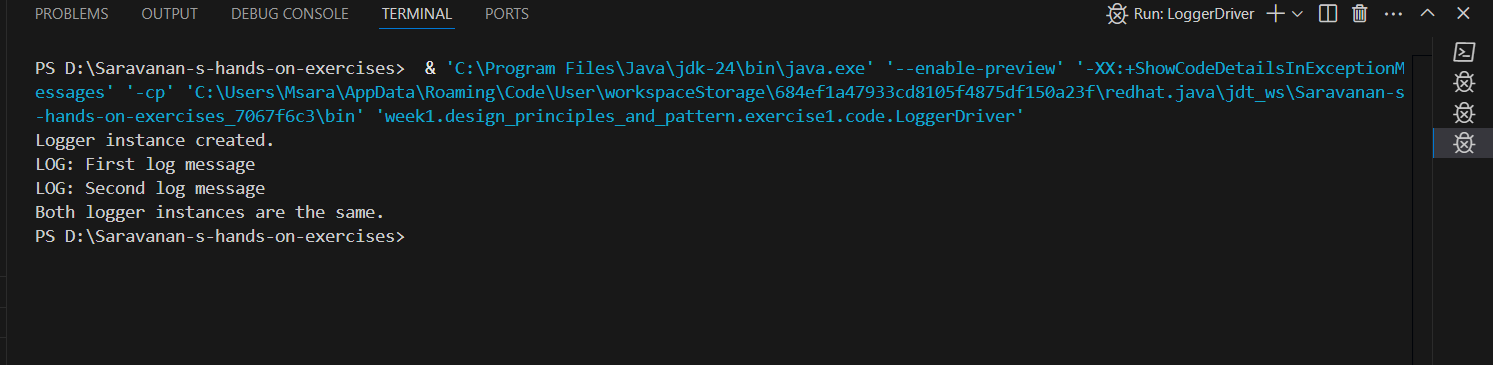 PROBLEMS OUTPUT DEBUG CONSOLE TERMINAL PORTS Run: LoggerDriver
PS D:\Saravanan-s-hands-on-exercises>  & 'C:\Program Files\Java\jdk-24\bin\java.exe' '--enable-preview' '-XX:+ShowCodeDetailsInExceptionM
essages' '-cp' 'C:\Users\Msara\AppData\Roaming\Code\User\workspaceStorage\684ef1a47933cd8105f4875df150a23f\redhat.java\jdt_ws\Saravanan-s
-hands-on-exercises_7067f6c3\bin' 'week1.design_principles_and_pattern.exercise1.code.LoggerDriver'
Logger instance created.
LOG: First log message
LOG: Second log message
Both logger instances are the same.
PS D:\Saravanan-s-hands-on-exercises>